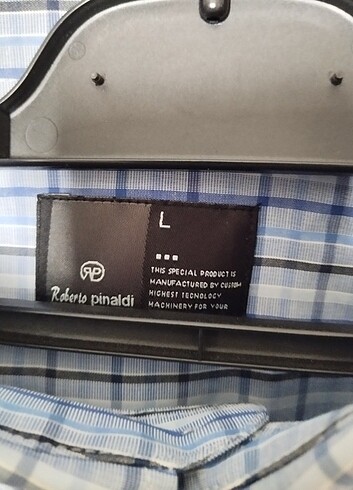 RP
Roberto pinaldi
L
THIS SPECIAL PRODUCT IS
MANUFACTURED BY CUSTOM
HIGHEST TECNOLOGY
MACHINERY FOR YOUR